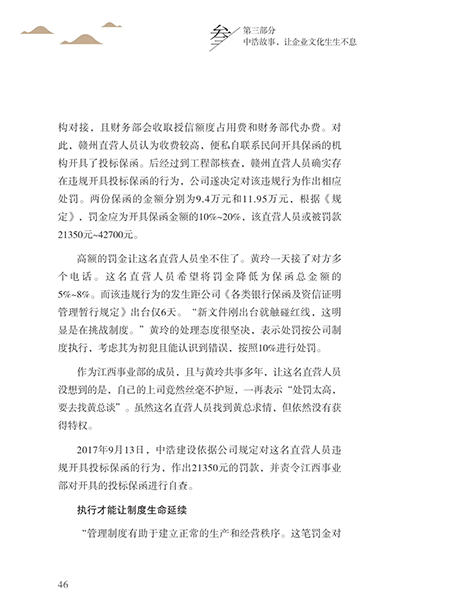 叁
第三部分
中浩故事，让企业文化生生不息
构对接，且财务部会收取授信额度占用费和财务部代办费。对
此，赣州直营人员认为收费较高，便私自联系民间开具保函的机
构开具了投标保函。后经过到工程部核查，赣州直营人员确实存
在违规开具投标保函的行为，公司遂决定对该违规行为作出相应
处罚。两份保函的金额分别为9.4万元和11.95万元，根据《规
定》，罚金应为开具保函金额的10%~20%，该直营人员或被罚款
21350元~42700元。
高额的罚金让这名直营人员坐不住了。黄玲一天接了对方多
个电话。这名直营人员希望将罚金降低为保函总金额的
5%~8%。而该违规行为的发生距公司《各类银行保函及资信证明
管理暂行规定》出台仅6天。“新文件刚出台就触碰红线，这明
显是在挑战制度。”黄玲的处理态度很坚决，表示处罚按公司制
度执行，考虑其为初犯且能认识到错误，按照10%进行处罚。
作为江西事业部的成员，且与黄玲共事多年，让这名直营人员
没想到的是，自己的上司竟然丝毫不护短，一再表示“处罚太高，
要去找黄总谈”。虽然这名直营人员找到黄总求情，但依然没有获
得特权。
2017年9月13日，中浩建设依据公司规定对这名直营人员违
规开具投标保函的行为，作出21350元的罚款，并责令江西事业
部对开具的投标保函进行自查。
执行才能让制度生命延续
“管理制度有助于建立正常的生产和经营秩序。这笔罚金对
46